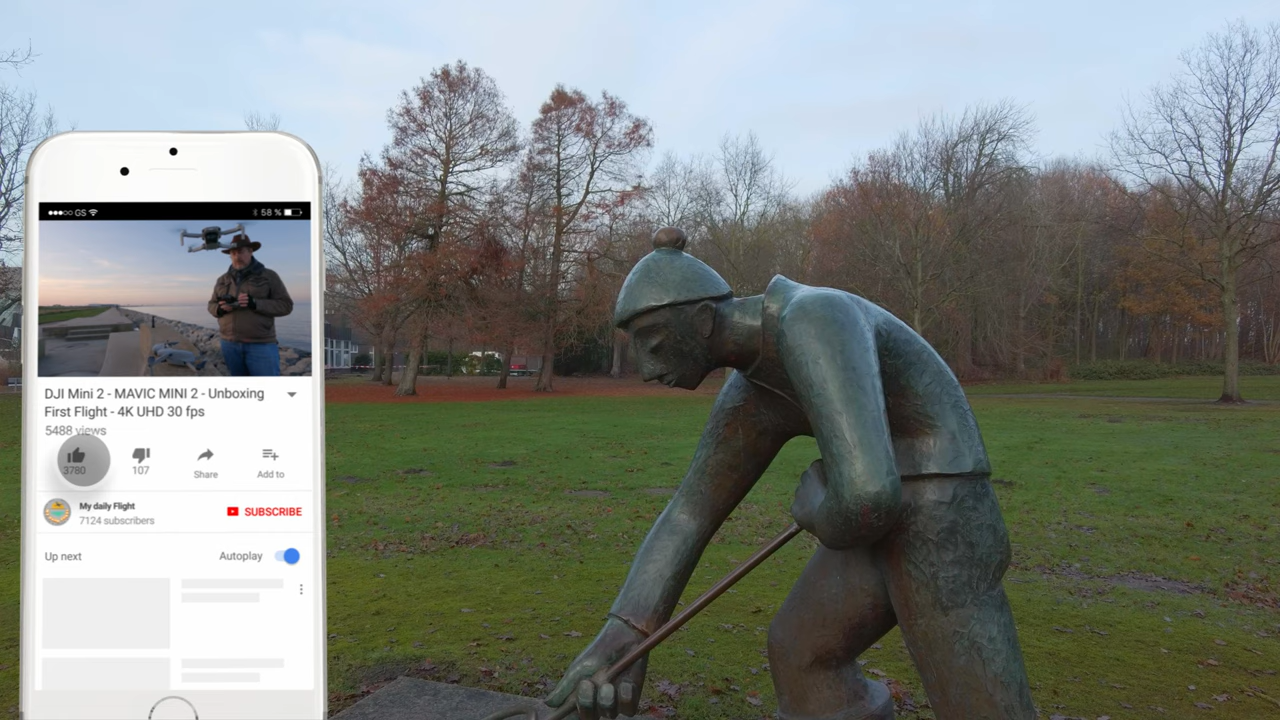 GS 58 %
DJI Mini 2 - MAVIC MINI 2 - Unboxing
First Flight - 4K UHD 30 fps
5488 views
3780 107 Share Add to
My daily Flight
7124 subscribers
SUBSCRIBE
Up next Autoplay